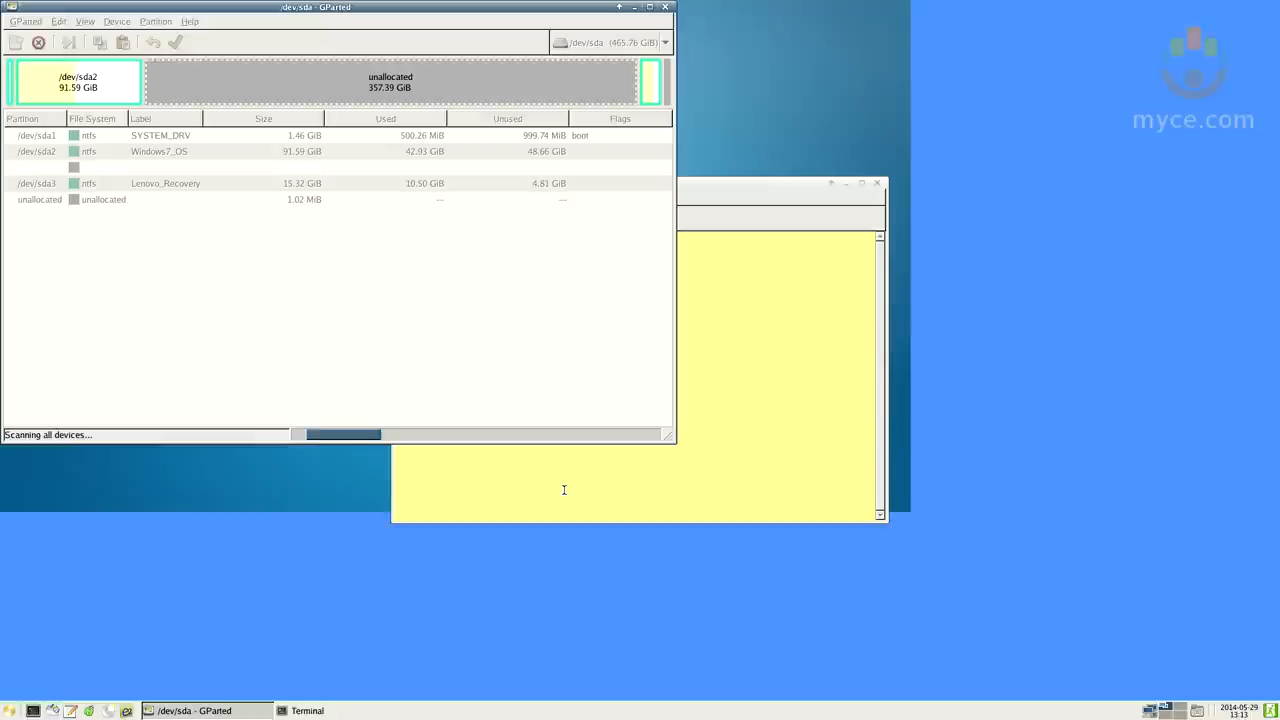 /dev/sda - GParted
GParted Edit View Device Partition Help
/dev/sda (465.76 GiB)
/dev/sda2
91.59 GiB
unallocated
357.39 GiB
Partition File System Label Size Used Unused Flags
/dev/sda1 ntfs SYSTEM_DRV 1.46 GiB 500.26 MiB 999.74 MiB boot
/dev/sda2 ntfs Windows7_OS 91.59 GiB 42.93 GiB 48.66 GiB
/dev/sda3 ntfs Lenovo_Recovery 15.32 GiB 10.50 GiB 4.81 GiB
unallocated unallocated 1.02 MiB --- ---
Scanning all devices...
myce.com
/dev/sda - GParted
Terminal
2014-05-29
13:13